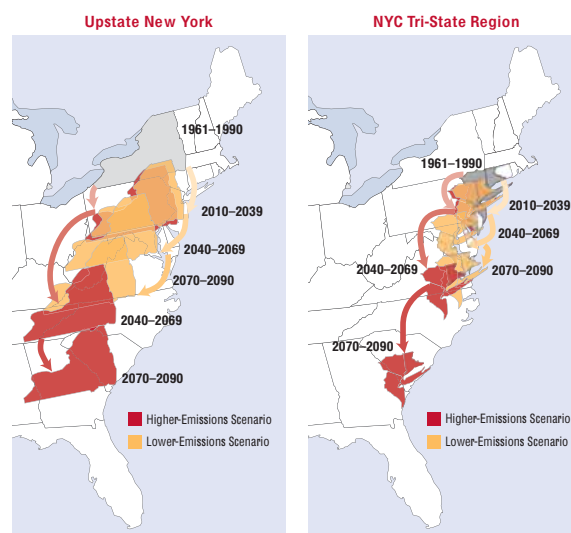 Upstate New York
1961–1990
2010–2039
2040–2069
2070–2090
2040–2069
2070–2090
Higher-Emissions Scenario
Lower-Emissions Scenario
NYC Tri-State Region
1961–1990
2010–2039
2040–2069
2040–2069
2070–2090
2070–2090
Higher-Emissions Scenario
Lower-Emissions Scenario